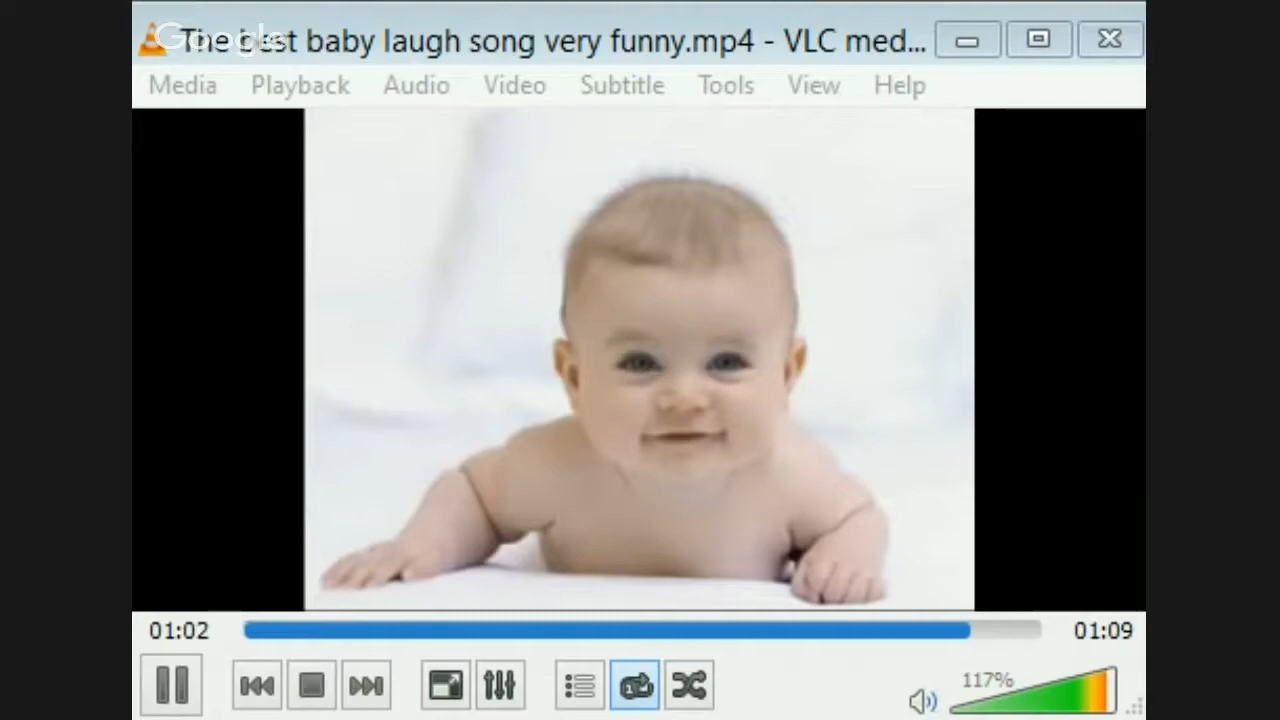 The best baby laugh song very funny.mp4 - VLC med...
Google
Media Playback Audio Video Subtitle Tools View Help
01:02
01:09
117%